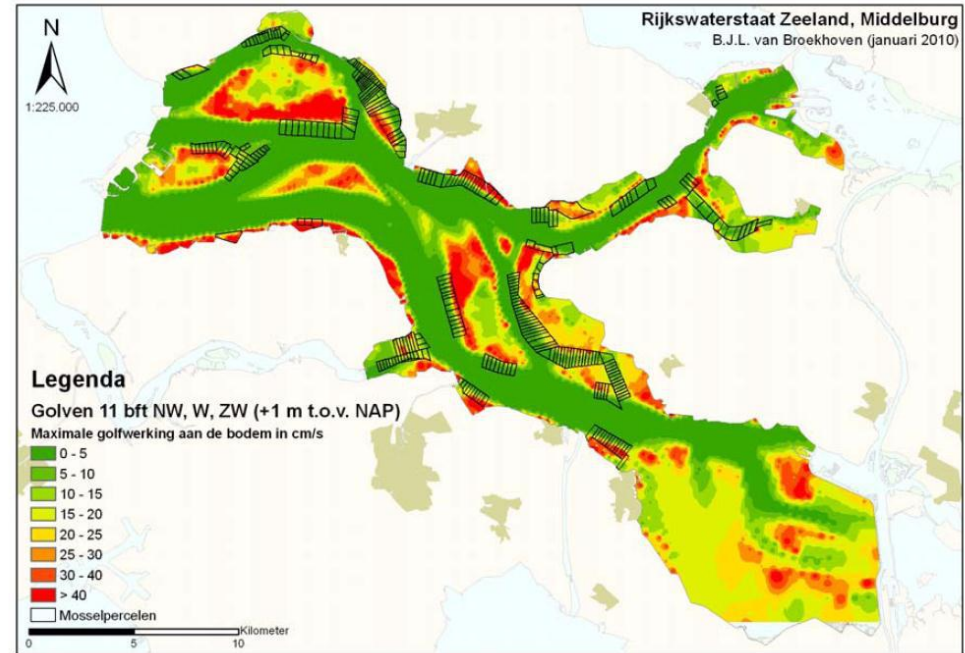 Rijkswaterstaat Zeeland, Middelburg
B.J.L. van Broekhoven (januari 2010)
N
1:225.000
Legenda
Golven 11 bft NW, W, ZW (+1 m t.o.v. NAP)
Maximale golfwerking aan de bodem in cm/s
0 - 5
5 - 10
10 - 15
15 - 20
20 - 25
25 - 30
30 - 40
> 40
Mosselpercelen
Kilometer
0 5 10